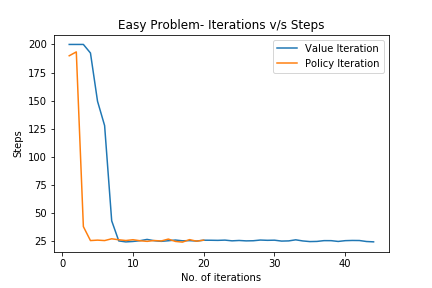 Easy Problem- Iterations v/s Steps
Value Iteration
Policy Iteration
200
175
150
125
100
75
50
25
Steps
0
10
20
30
40
No. of iterations